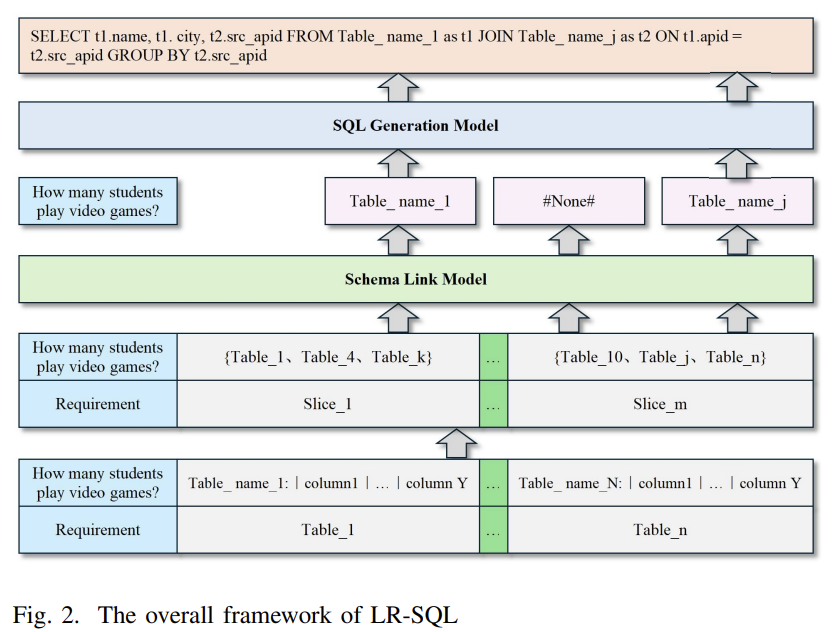 SELECT t1.name, t1. city, t2.src_apid FROM Table_ name_1 as t1 JOIN Table_ name_j as t2 ON t1.apid =
t2.src_apid GROUP BY t2.src_apid
SQL Generation Model
How many students
play video games?
Table_ name_1
#None#
Table_ name_j
Schema Link Model
How many students
play video games?
{Table_1、Table_4、Table_k}
...
{Table_10、Table_j、Table_n}
Requirement
Slice_1
...
Slice_m
How many students
play video games?
Table_ name_1: | column1 | … | column Y
...
Table_ name_N: | column1 | … | column Y
Requirement
Table_1
...
Table_n
Fig. 2. The overall framework of LR-SQL